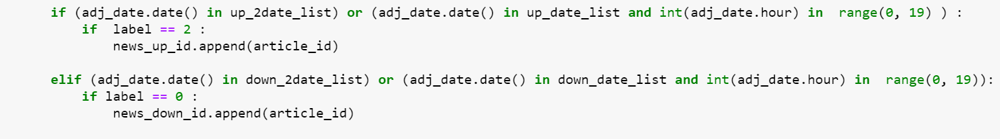 if (adj_date.date() in up_2date_list) or (adj_date.date() in up_date_list and int(adj_date.hour) in  range(0, 19) ) :
    if  label == 2 :
        news_up_id.append(article_id)

elif (adj_date.date() in down_2date_list) or (adj_date.date() in down_date_list and int(adj_date.hour) in  range(0, 19)):
    if label == 0 :
        news_down_id.append(article_id)